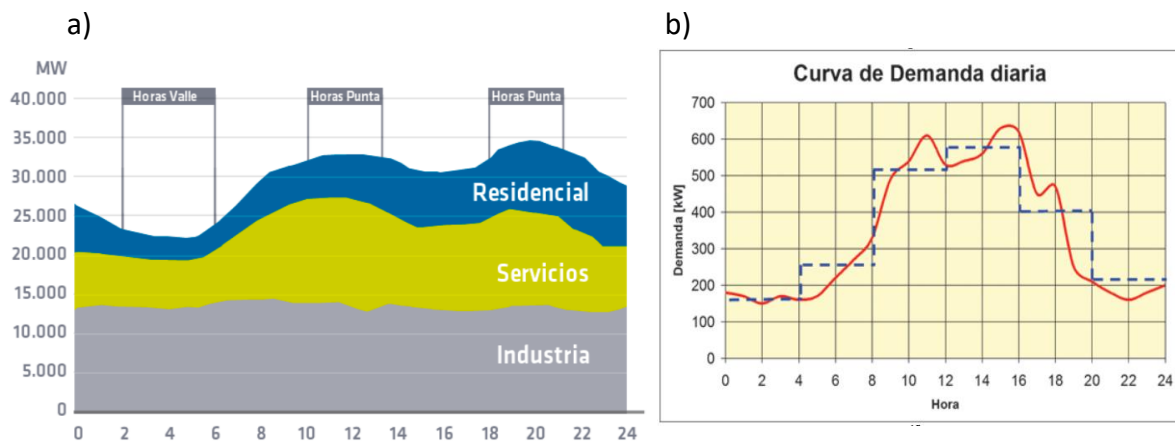 a)
MW
Horas Valle
Horas Punta
Horas Punta
40.000
35.000
30.000
25.000
20.000
15.000
10.000
5.000
0
Residencial
Servicios
Industria
0 2 4 6 8 10 12 14 16 18 20 22 24
b)
Curva de Demanda diaria
Demanda [kW]
700
600
500
400
300
200
100
0
0 2 4 6 8 10 12 14 16 18 20 22 24
Hora